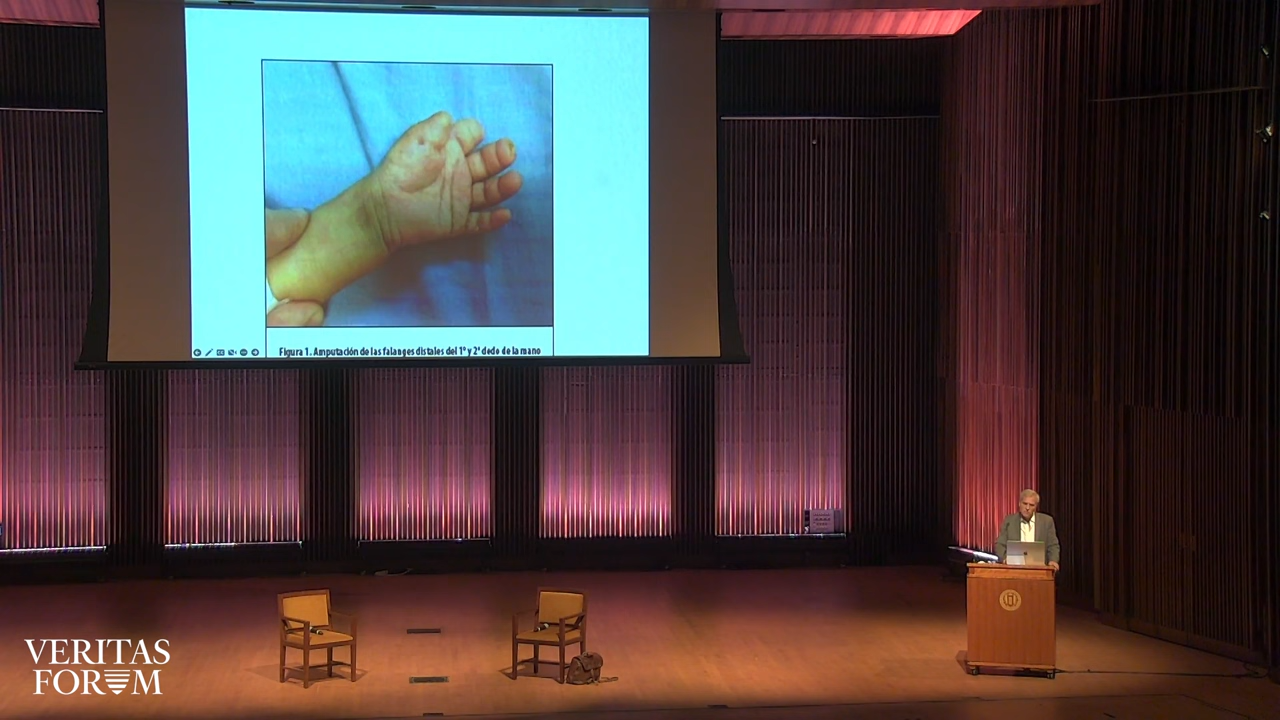 Figura 1. Amputación de las falanges distales del 1º y 2º dedo de la mano
VERITAS
FORUM